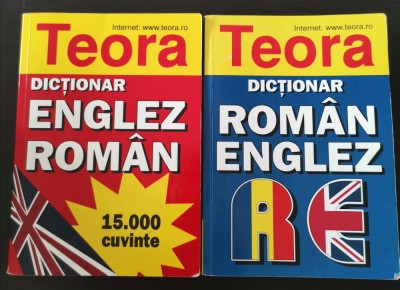 Internet: www.teora.ro
Teora
DICȚIONAR
ENGLEZ
ROMÂN
15.000
cuvinte
Internet: www.teora.ro
Teora
DICȚIONAR
ROMÂN
ENGLEZ
RE